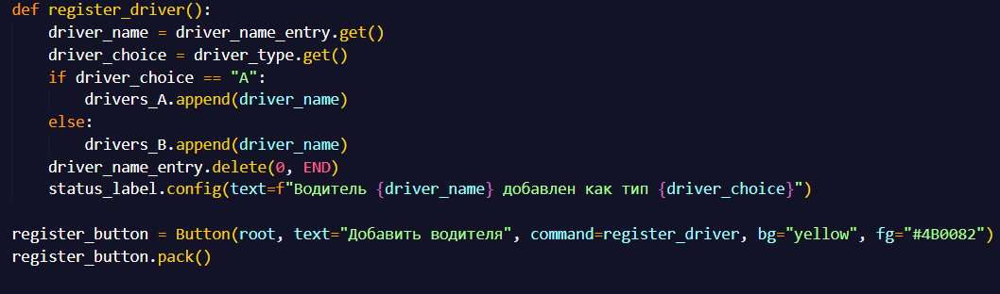 def register_driver():
    driver_name = driver_name_entry.get()
    driver_choice = driver_type.get()
    if driver_choice == "A":
        drivers_A.append(driver_name)
    else:
        drivers_B.append(driver_name)
    driver_name_entry.delete(0, END)
    status_label.config(text=f"Водитель {driver_name} добавлен как тип {driver_choice}")

register_button = Button(root, text="Добавить водителя", command=register_driver, bg="yellow", fg="#4B0082")
register_button.pack()